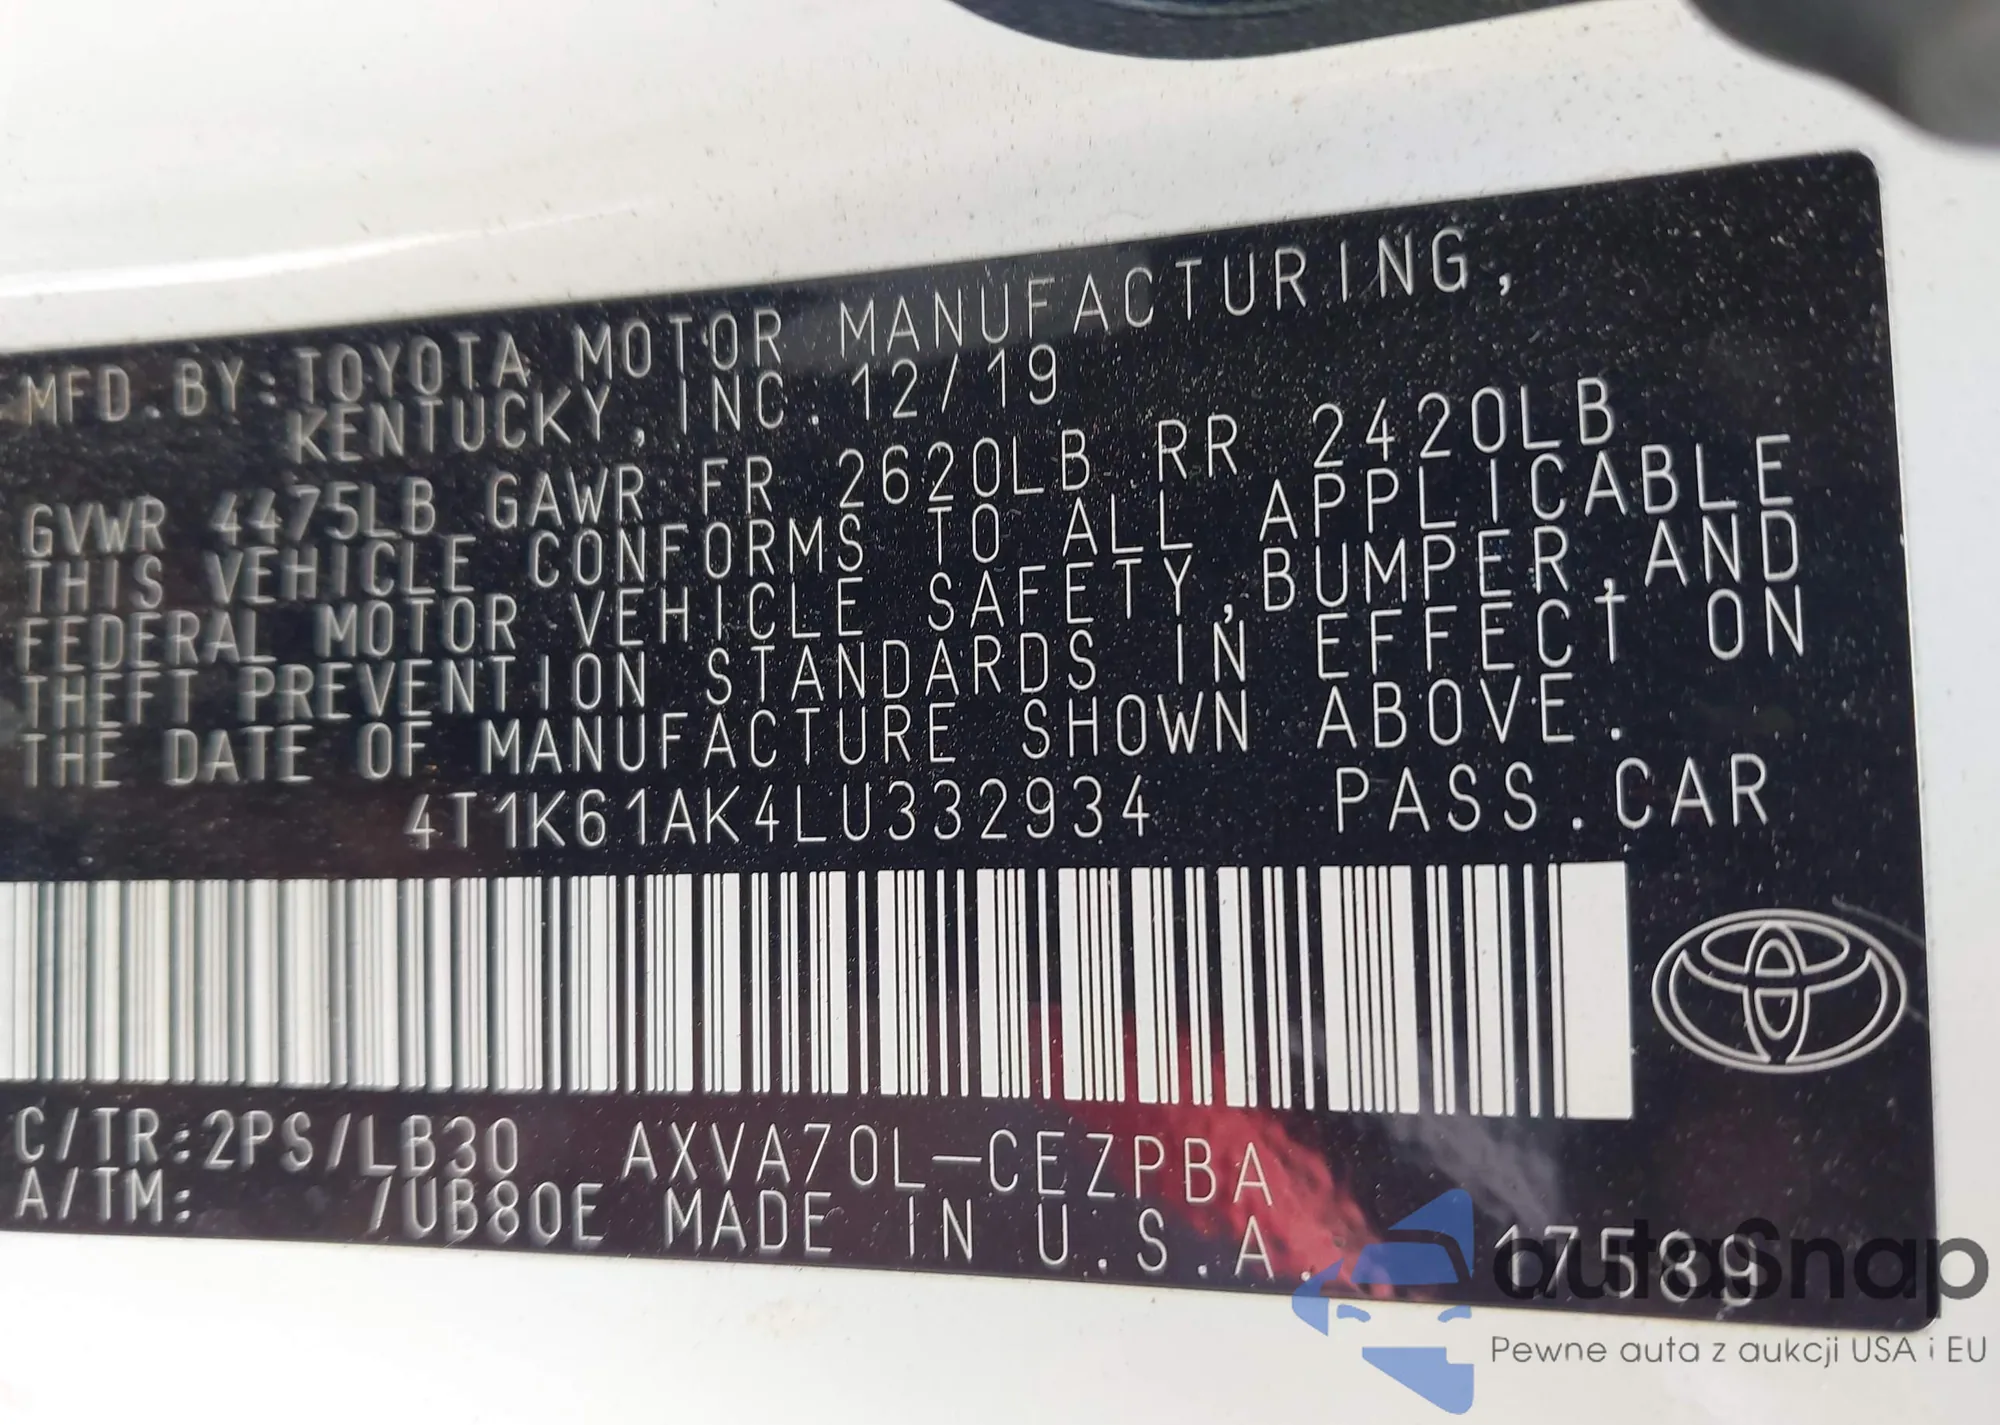 MFD.BY:TOYOTA MOTOR MANUFACTURING,
KENTUCKY, INC. 12/19
GVWR 4475LB GAWR FR 2620LB RR 2420LB
THIS VEHICLE CONFORMS TO ALL APPLICABLE
FEDERAL MOTOR VEHICLE SAFETY,BUMPER,AND
THEFT PREVENTION STANDARDS IN EFFECT ON
THE DATE OF MANUFACTURE SHOWN ABOVE.
4T1K61AK4LU332934 PASS.CAR
C/TR:2PS/LB30 AXVA70L-CEZPBA
A/TM: /UB80E MADE IN U.S.A. 17589
autoSnap
Pewne auta z aukcji USA i EU